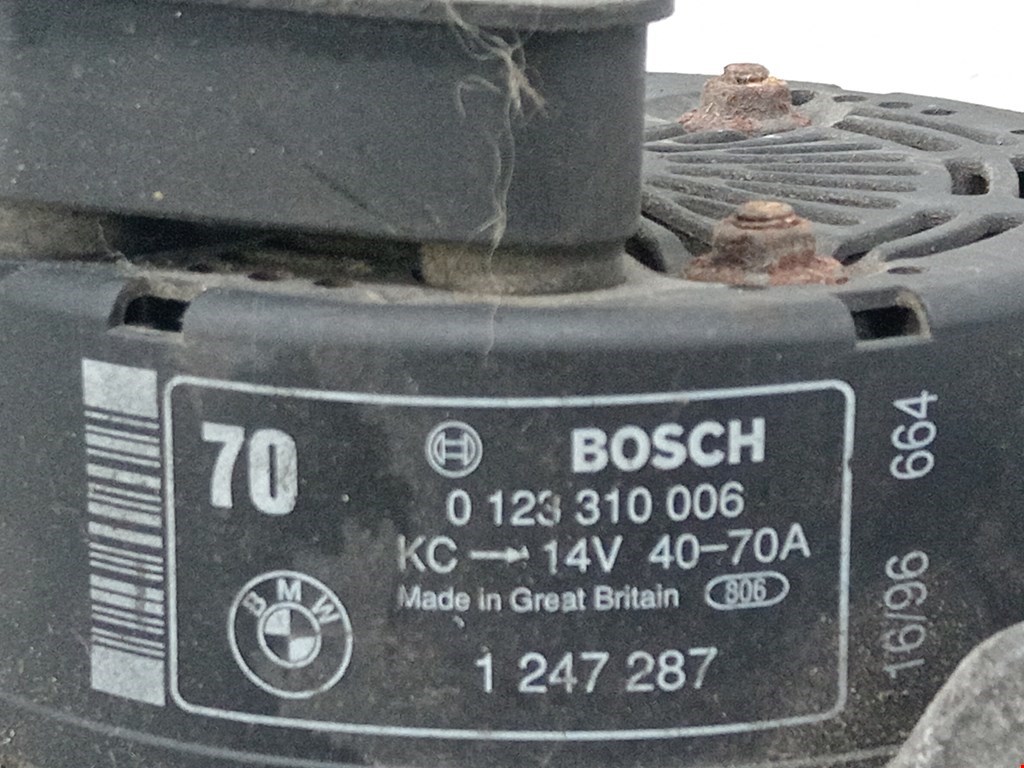 70
BOSCH
0 123 310 006
KC → 14V 40-70A
Made in Great Britain 806
BMW
1 247 287
16/96 664